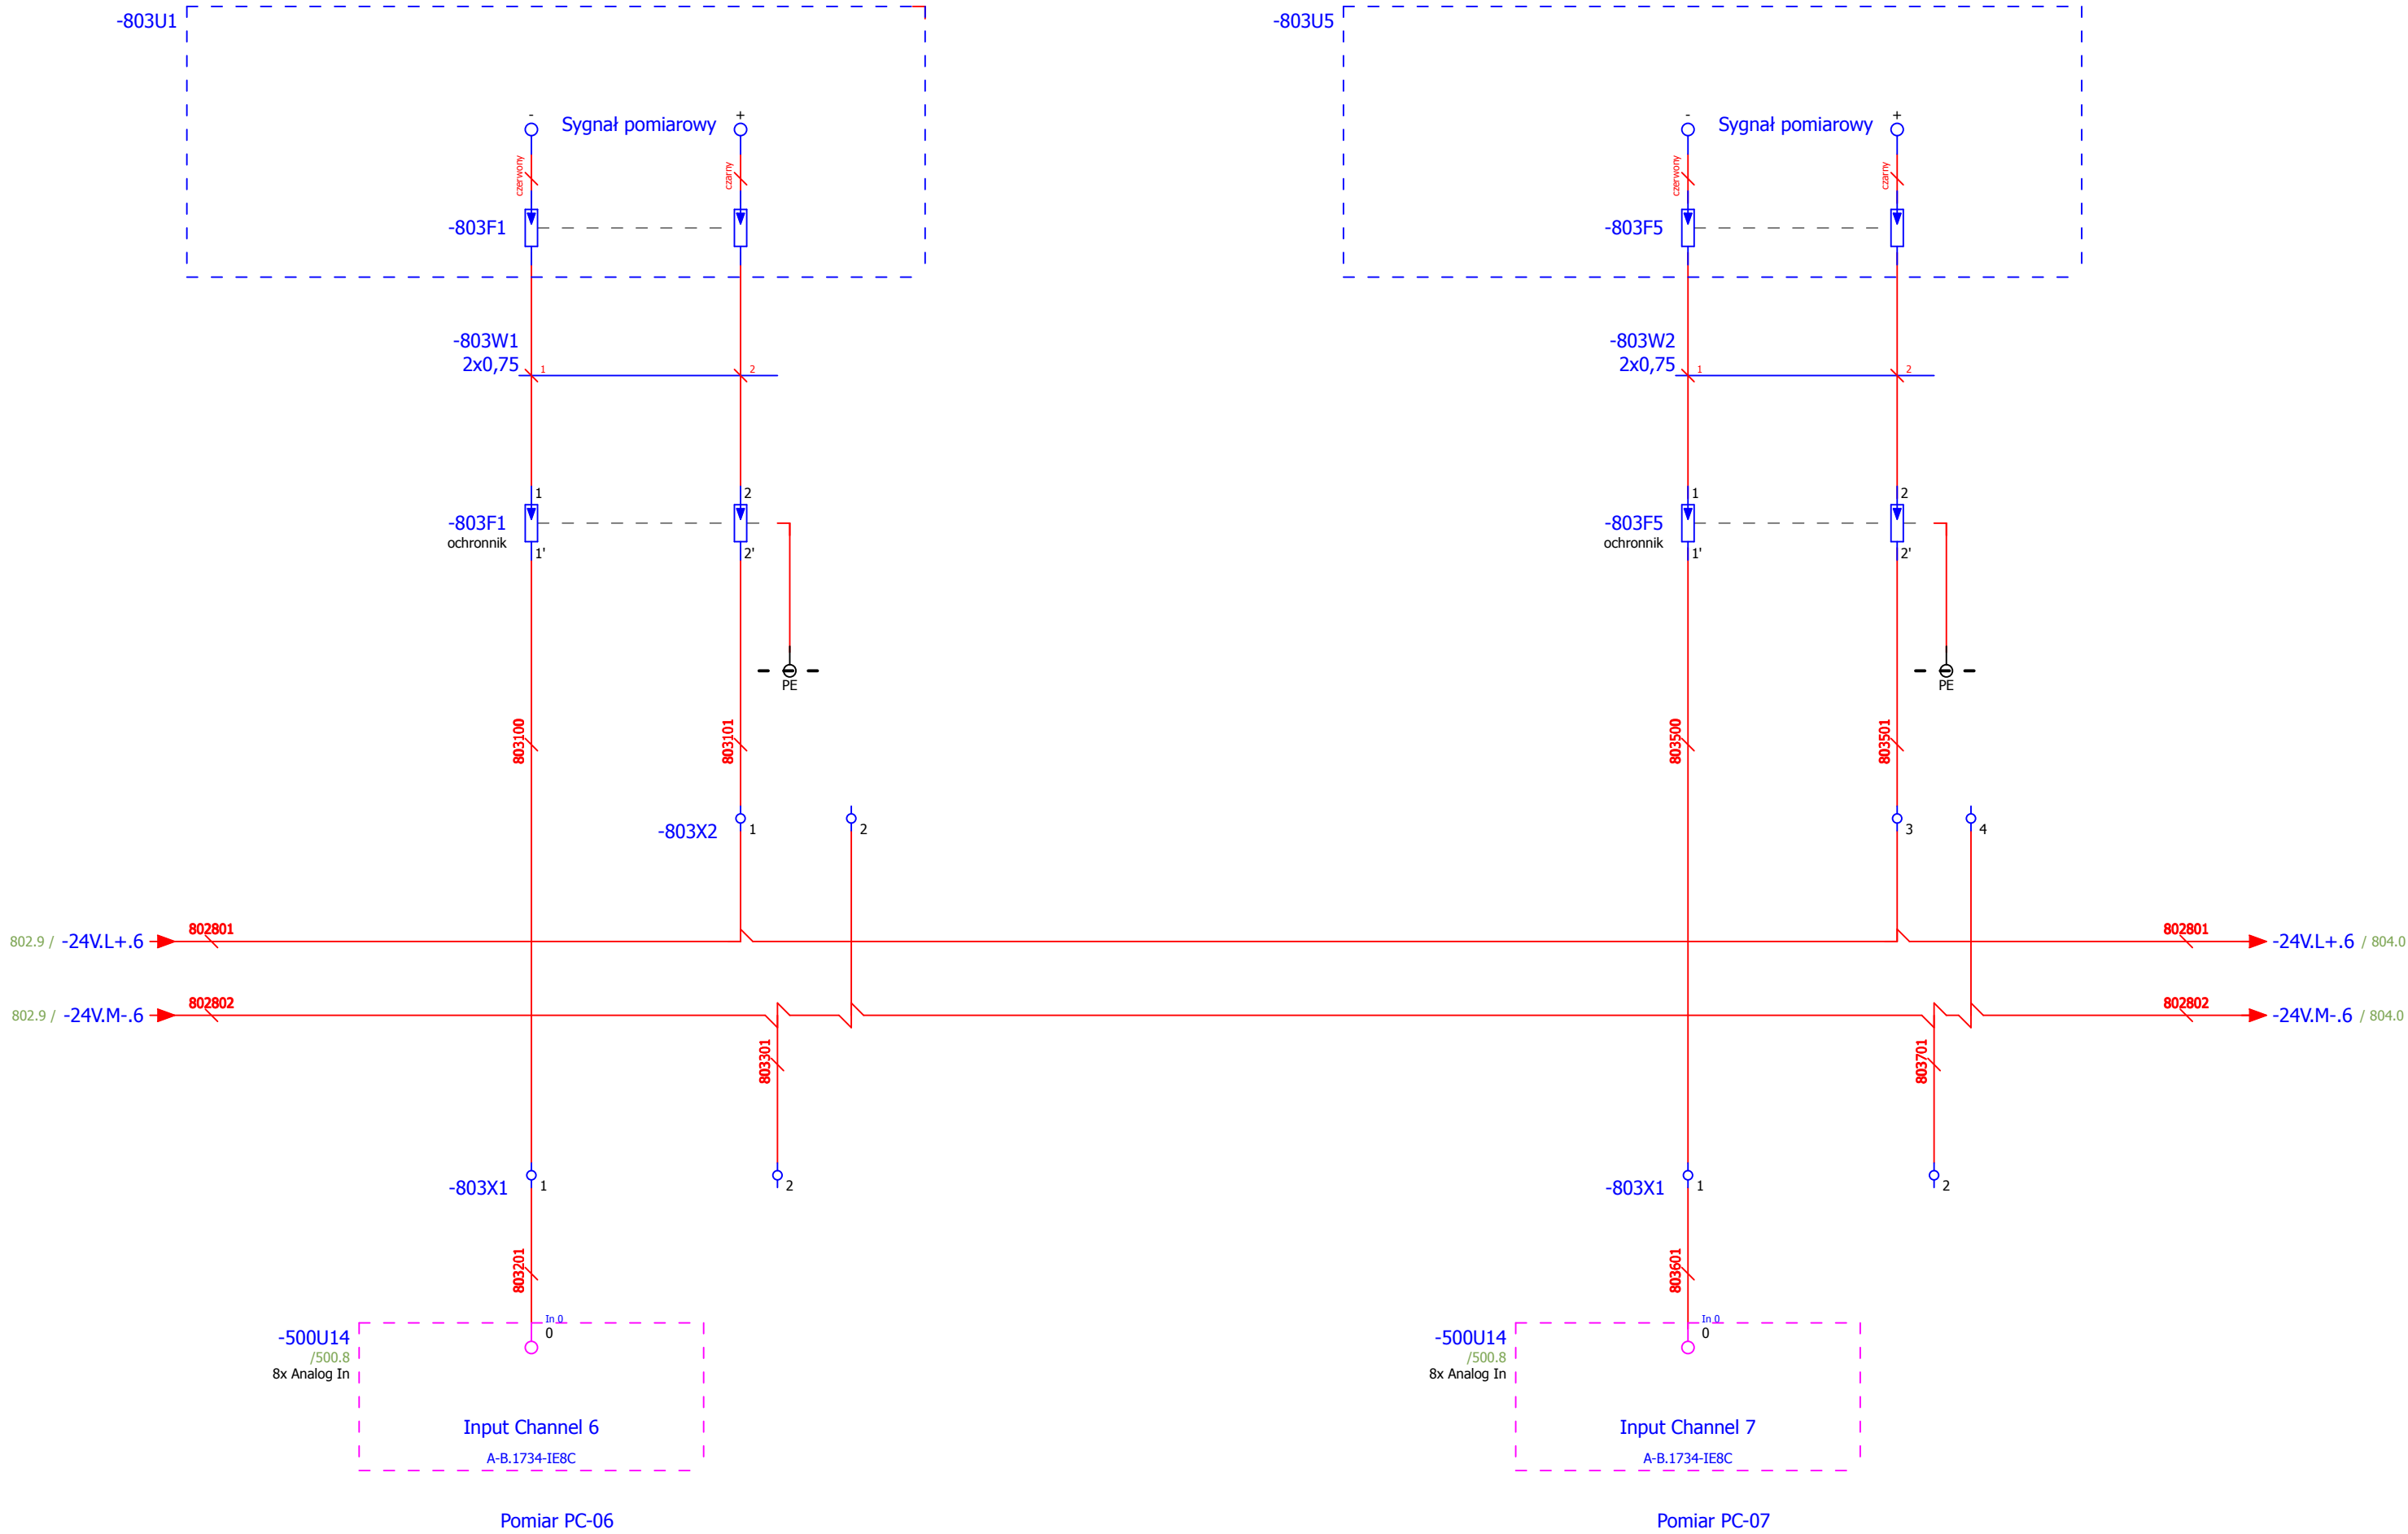 -803U1
-803U5
-
Sygnał pomiarowy
+
-
Sygnał pomiarowy
+
czerwony
czarny
czerwony
czarny
-803F1
-803F5
-803W1
2x0,75
1
2
-803W2
2x0,75
1
2
1
2
-803F1
ochronnik
1'
2'
1
2
-803F5
ochronnik
1'
2'
PE
PE
803100
803101
803500
803501
-803X2
1
2
3
4
802.9 / -24V.L+.6
802801
802801
-24V.L+.6 / 804.0
802.9 / -24V.M-.6
802802
802802
-24V.M-.6 / 804.0
803301
803701
-803X1
1
2
-803X1
1
2
803201
803601
-500U14
/500.8
8x Analog In
In 0
0
Input Channel 6
A-B.1734-IE8C
-500U14
/500.8
8x Analog In
In 0
0
Input Channel 7
A-B.1734-IE8C
Pomiar PC-06
Pomiar PC-07